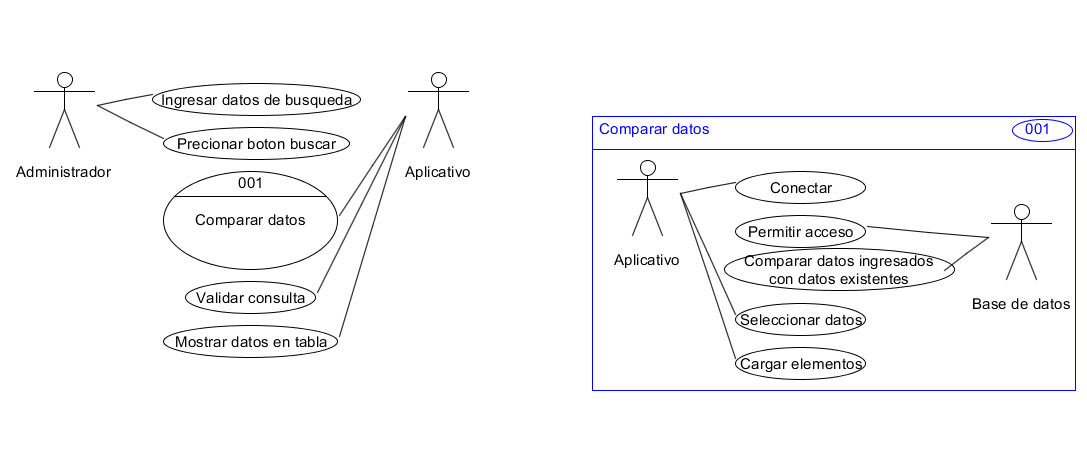 Ingresar datos de busqueda
Precionar boton buscar
Administrador
Aplicativo
001
Comparar datos
Validar consulta
Mostrar datos en tabla
Comparar datos
001
Conectar
Permitir acceso
Aplicativo
Comparar datos ingresados
con datos existentes
Base de datos
Seleccionar datos
Cargar elementos